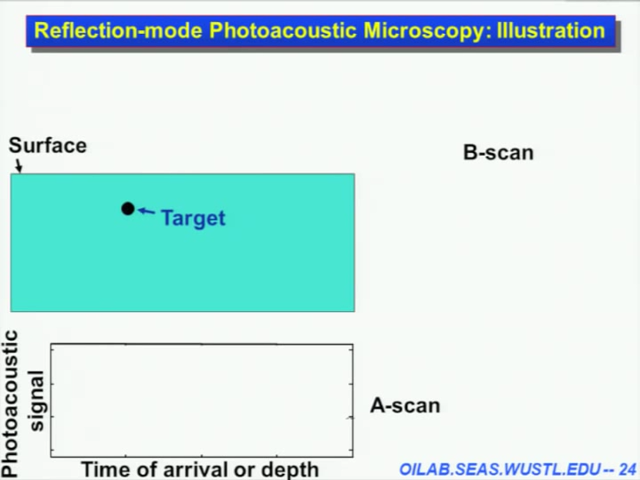 Reflection-mode Photoacoustic Microscopy: Illustration
Surface
B-scan
Target
Photoacoustic
signal
A-scan
Time of arrival or depth
OILAB.SEAS.WUSTL.EDU -- 24